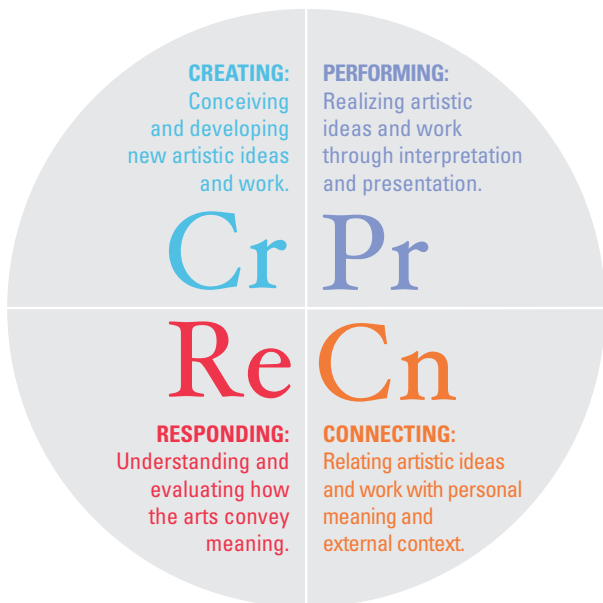 CREATING:
Conceiving
and developing
new artistic ideas
and work.
Cr
PERFORMING:
Realizing artistic
ideas and work
through interpretation
and presentation.
Pr
Re
RESPONDING:
Understanding and
evaluating how
the arts convey
meaning.
Cn
CONNECTING:
Relating artistic ideas
and work with personal
meaning and
external context.